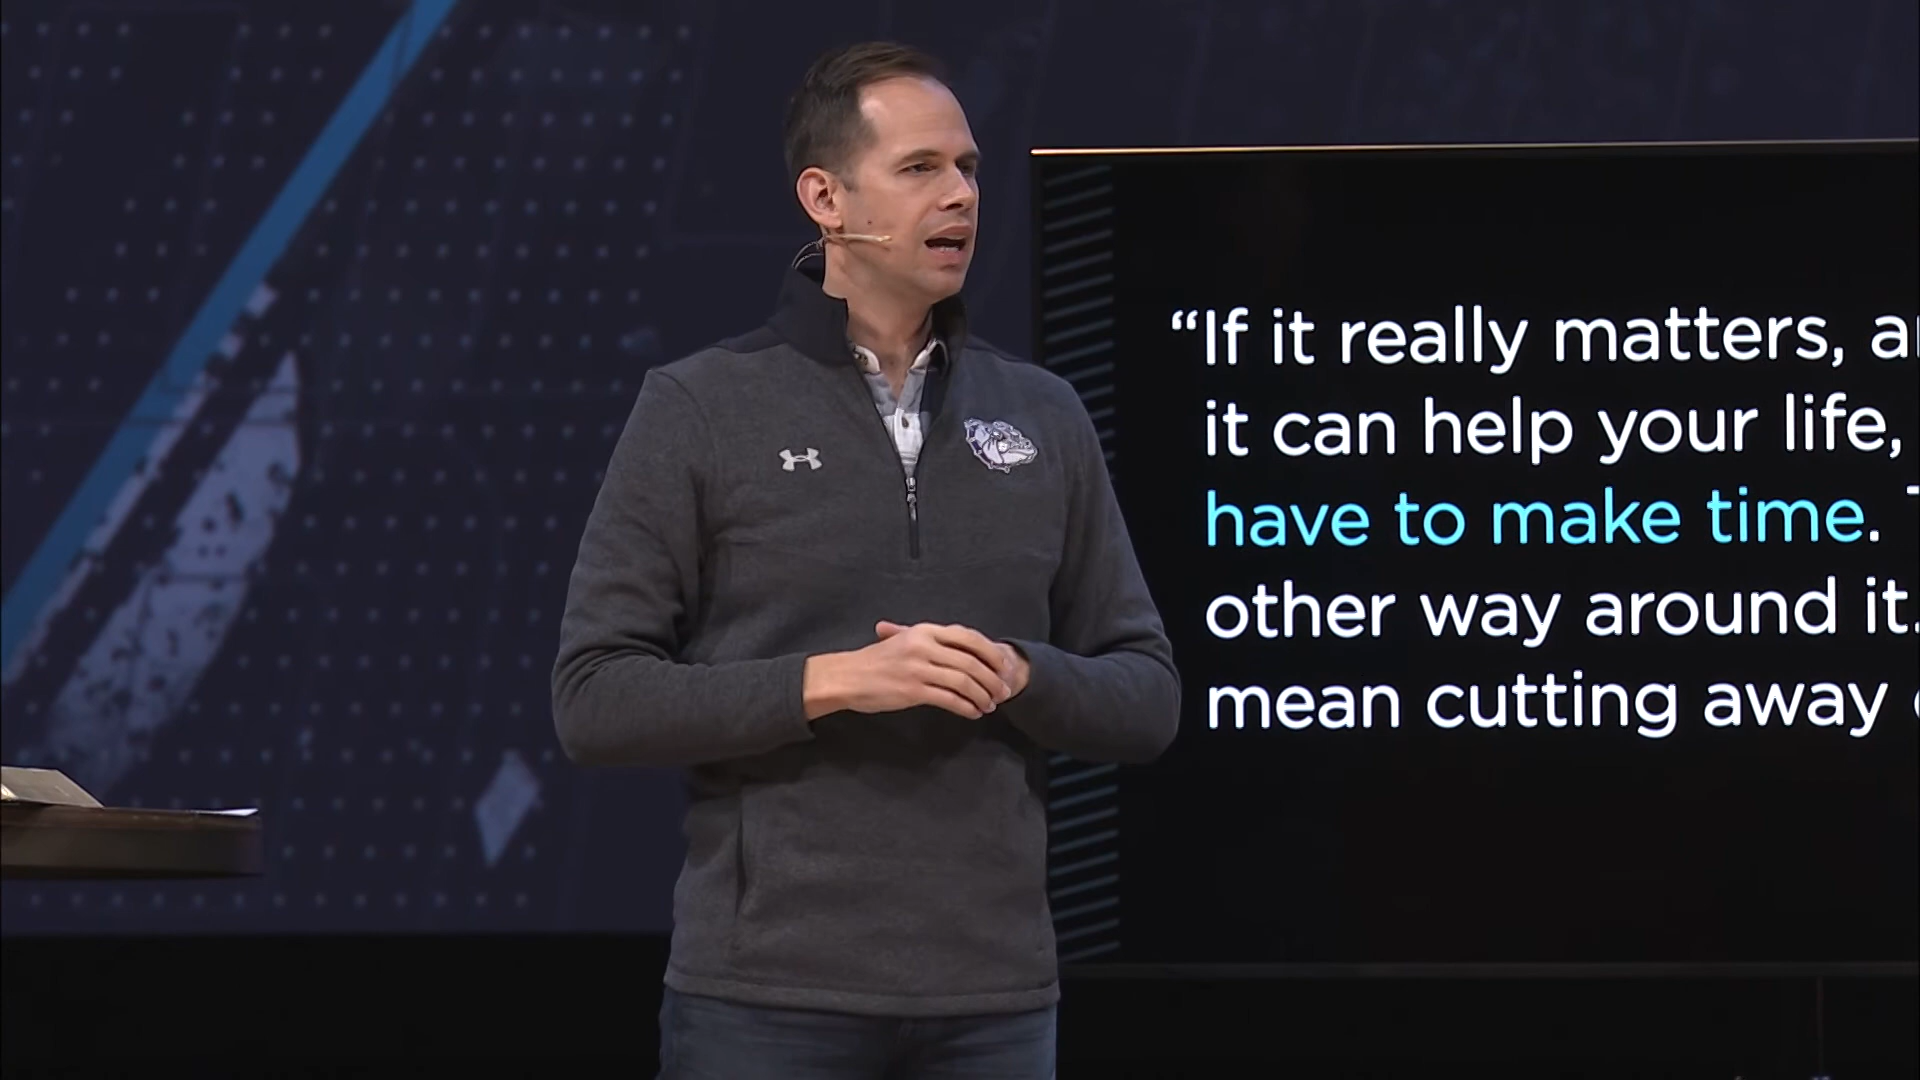 “If it really matters,
it can help your life,
have to make time.
other way around it.
mean cutting away